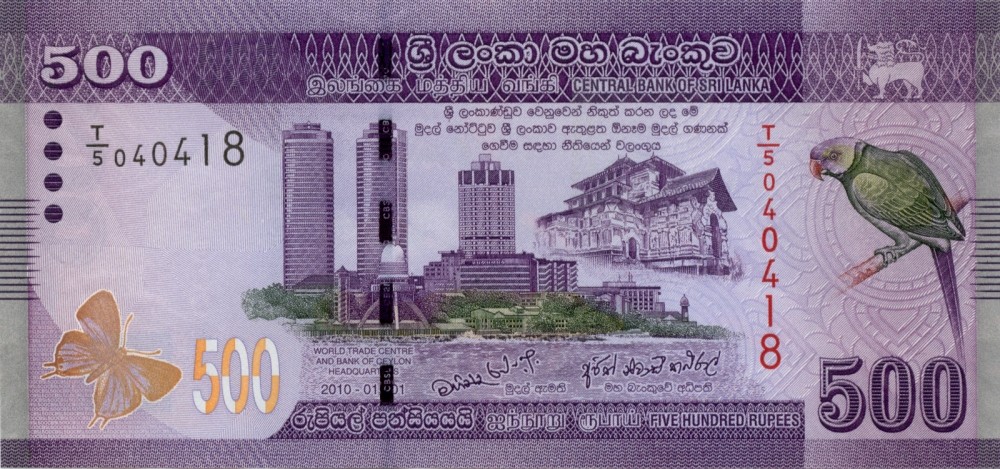 500
ශ්‍රී ලංකා මහ බැංකුව
இலங்கை மத்திய வங்கி CENTRAL BANK OF SRI LANKA
T/5 040418
ශ්‍රී ලංකාණ්ඩුව වෙනුවෙන් නිකුත් කරන ලද මේ
මුදල් නෝට්ටුව ශ්‍රී ලංකාව ඇතුළත ඕනෑම මුදල් ගණනක්
ගෙවීම සඳහා නීතියෙන් වලංගුය
T/5 040418
CBSL
500
WORLD TRADE CENTRE
AND BANK OF CEYLON
HEADQUARTERS
2010 - 01 - 01
මුදල් ඇමති
මහ බැංකුවේ අධිපති
500
රුපියල් පන්සියයයි ஐந்நூறு ரூபாய் FIVE HUNDRED RUPEES